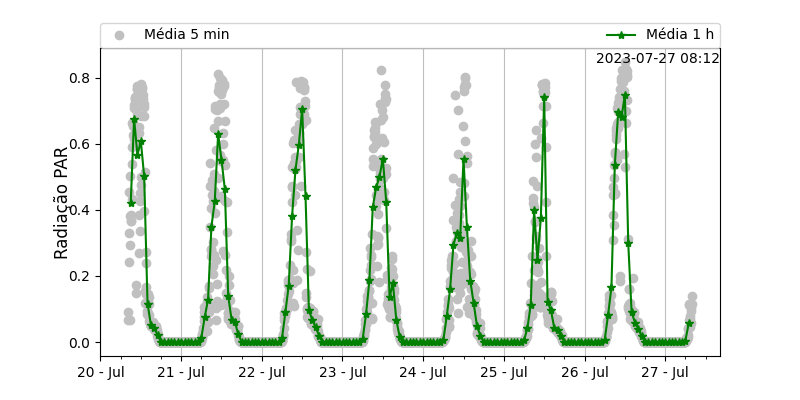 Média 5 min
Média 1 h
2023-07-27 08:12
Radiação PAR
0.8
0.6
0.4
0.2
0.0
20 - Jul
21 - Jul
22 - Jul
23 - Jul
24 - Jul
25 - Jul
26 - Jul
27 - Jul